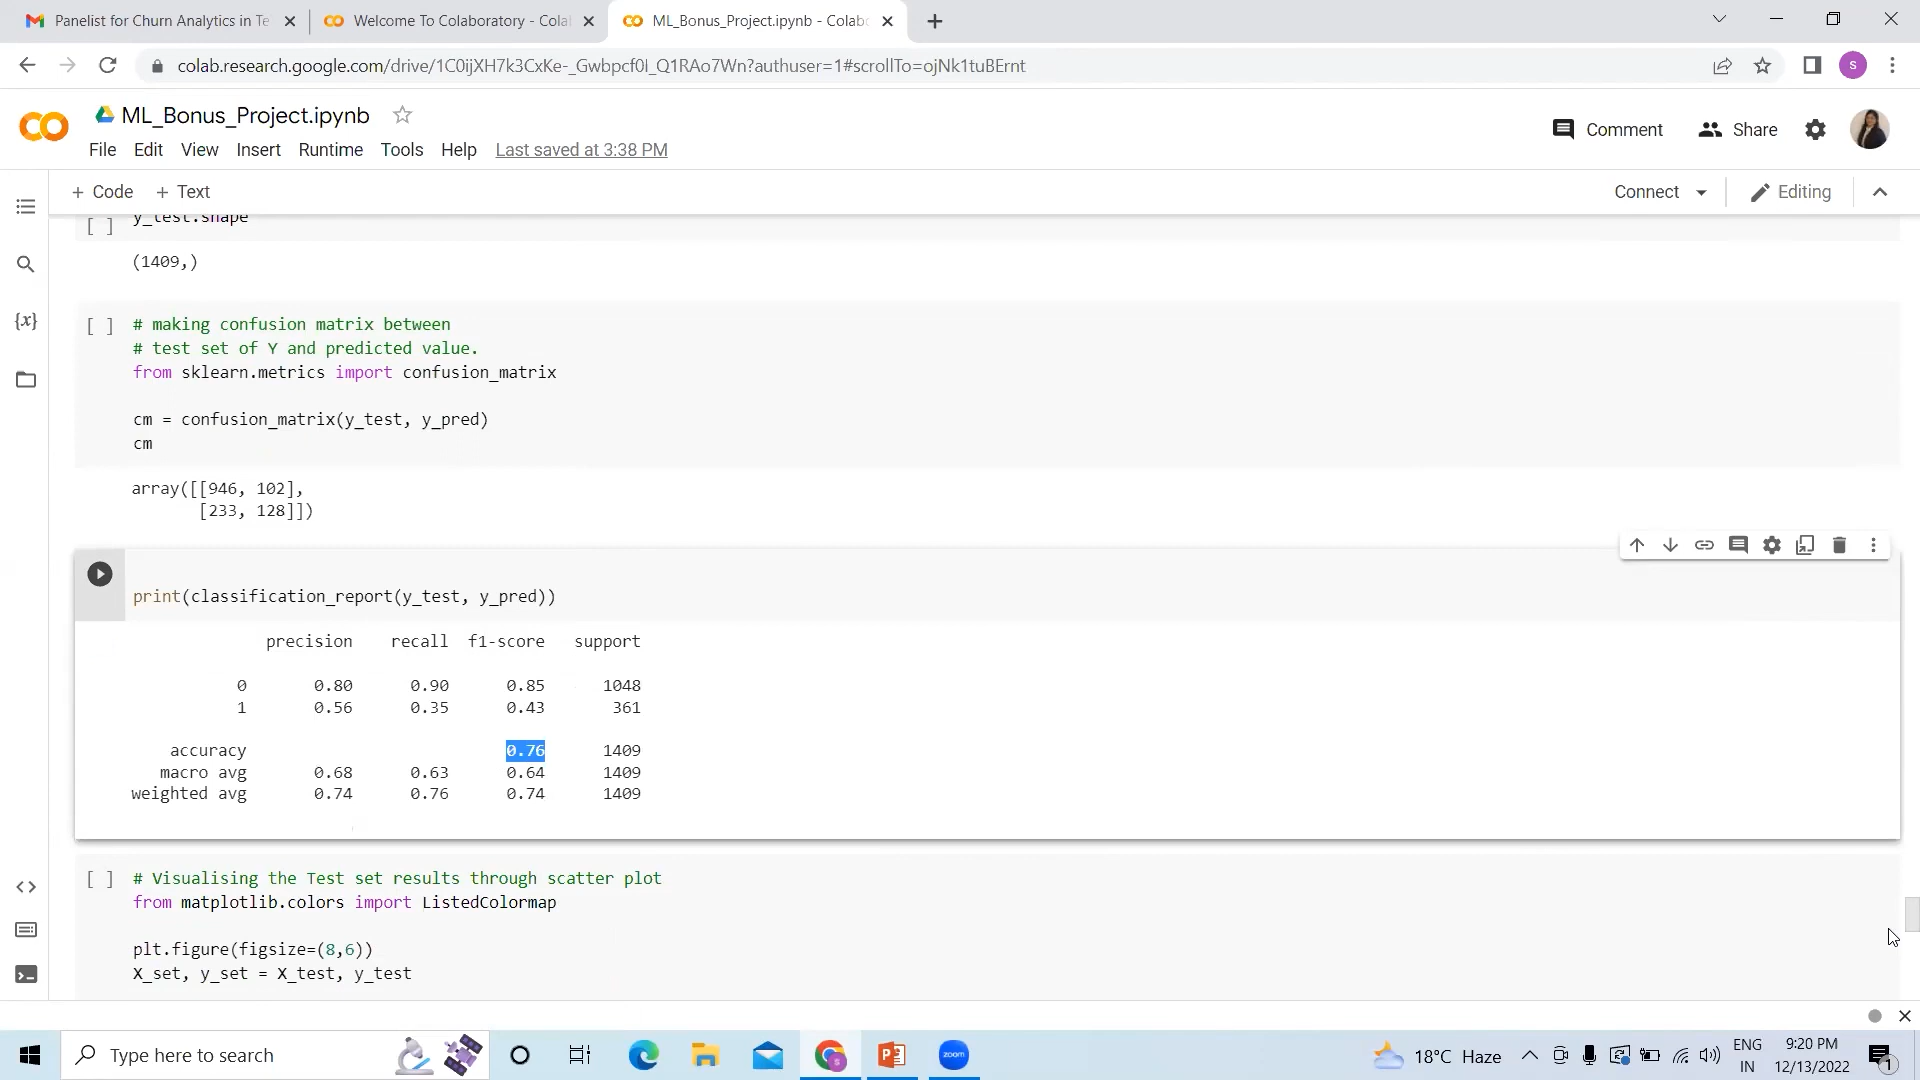 Panelist for Churn Analytics in Te
Welcome To Colaboratory - Cola
ML_Bonus_Project.ipynb - Colabo
colab.research.google.com/drive/1C0ijXH7k3CxKe-_Gwbpcf0I_Q1RAo7Wn?authuser=1#scrollTo=ojNk1tuBErnt
S
ML_Bonus_Project.ipynb
Comment
Share
File Edit View Insert Runtime Tools Help Last saved at 3:38 PM
+ Code + Text
Connect
Editing
[ ] y_test.shape
(1409,)
{x}
[ ] # making confusion matrix between
# test set of Y and predicted value.
from sklearn.metrics import confusion_matrix
cm = confusion_matrix(y_test, y_pred)
cm
array([[946, 102],
[233, 128]])
print(classification_report(y_test, y_pred))
precision recall f1-score support
0 0.80 0.90 0.85 1048
1 0.56 0.35 0.43 361
accuracy 0.76 1409
macro avg 0.68 0.63 0.64 1409
weighted avg 0.74 0.76 0.74 1409
[ ] # Visualising the Test set results through scatter plot
from matplotlib.colors import ListedColormap
plt.figure(figsize=(8,6))
X_set, y_set = X_test, y_test
Type here to search
zoom
18°C Haze
ENG
IN
9:20 PM
12/13/2022
1